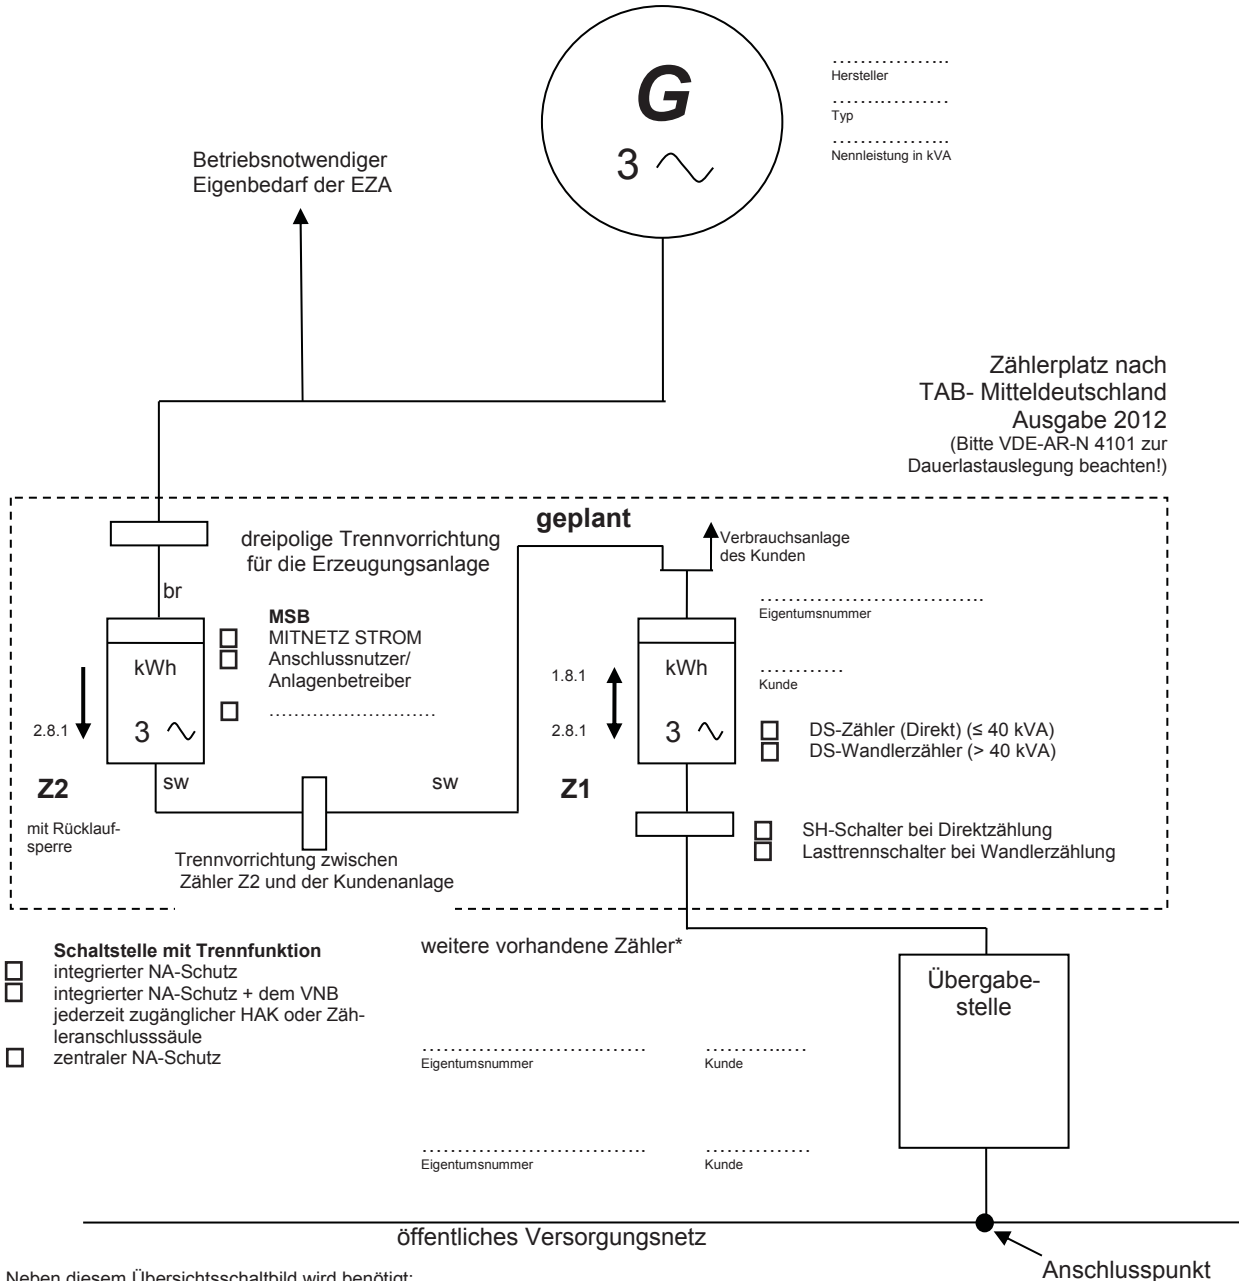 G
3
……………..
Hersteller
……..………
Typ
……………..
Nennleistung in kVA
Betriebsnotwendiger
Eigenbedarf der EZA
Zählerplatz nach
TAB- Mitteldeutschland
Ausgabe 2012
(Bitte VDE-AR-N 4101 zur
Dauerlastauslegung beachten!)
geplant
dreipolige Trennvorrichtung
für die Erzeugungsanlage
Verbrauchsanlage
des Kunden
br
MSB
MITNETZ STROM
Anschlussnutzer/
Anlagenbetreiber
……………………….
kWh
3
2.8.1
Z2
mit Rücklauf-
sperre
sw
sw
Trennvorrichtung zwischen
Zähler Z2 und der Kundenanlage
1.8.1
2.8.1
kWh
3
Z1
…………………………….
Eigentumsnummer
…………
Kunde
DS-Zähler (Direkt) (≤ 40 kVA)
DS-Wandlerzähler (> 40 kVA)
SH-Schalter bei Direktzählung
Lasttrennschalter bei Wandlerzählung
Schaltstelle mit Trennfunktion
integrierter NA-Schutz
integrierter NA-Schutz + dem VNB
jederzeit zugänglicher HAK oder Zäh-
leranschlusssäule
zentraler NA-Schutz
weitere vorhandene Zähler*
……………………………
Eigentumsnummer
………..…
Kunde
…………………………..
Eigentumsnummer
……………
Kunde
Übergabe-
stelle
öffentliches Versorgungsnetz
Anschlusspunkt
Neben diesem Übersichtsschaltbild wird benötigt: